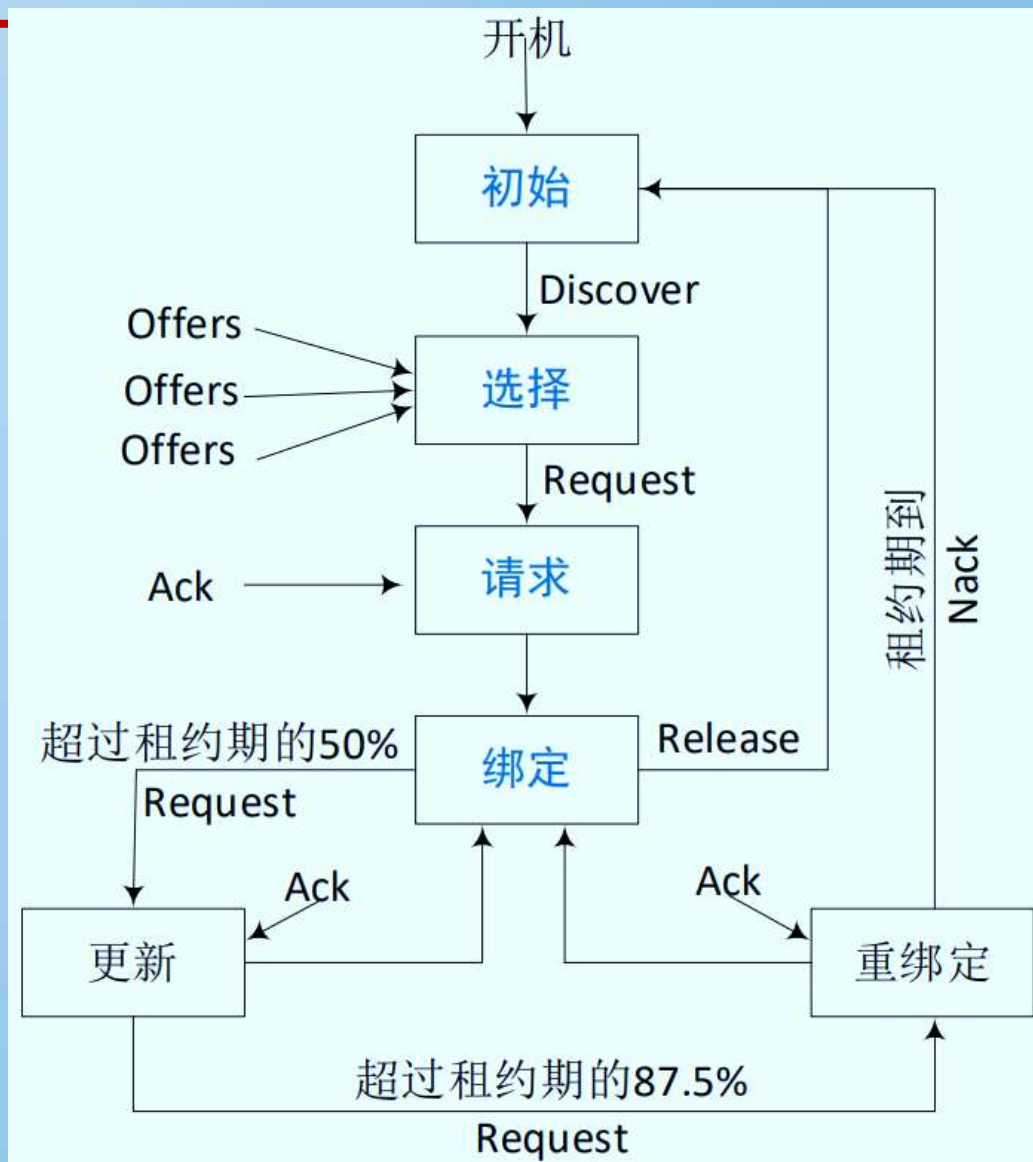 开机
初始
Discover
Offers
Offers
Offers
选择
Request
Ack
请求
租约期到
Nack
超过租约期的50%
Request
绑定
Release
Ack
Ack
更新
重绑定
超过租约期的87.5%
Request